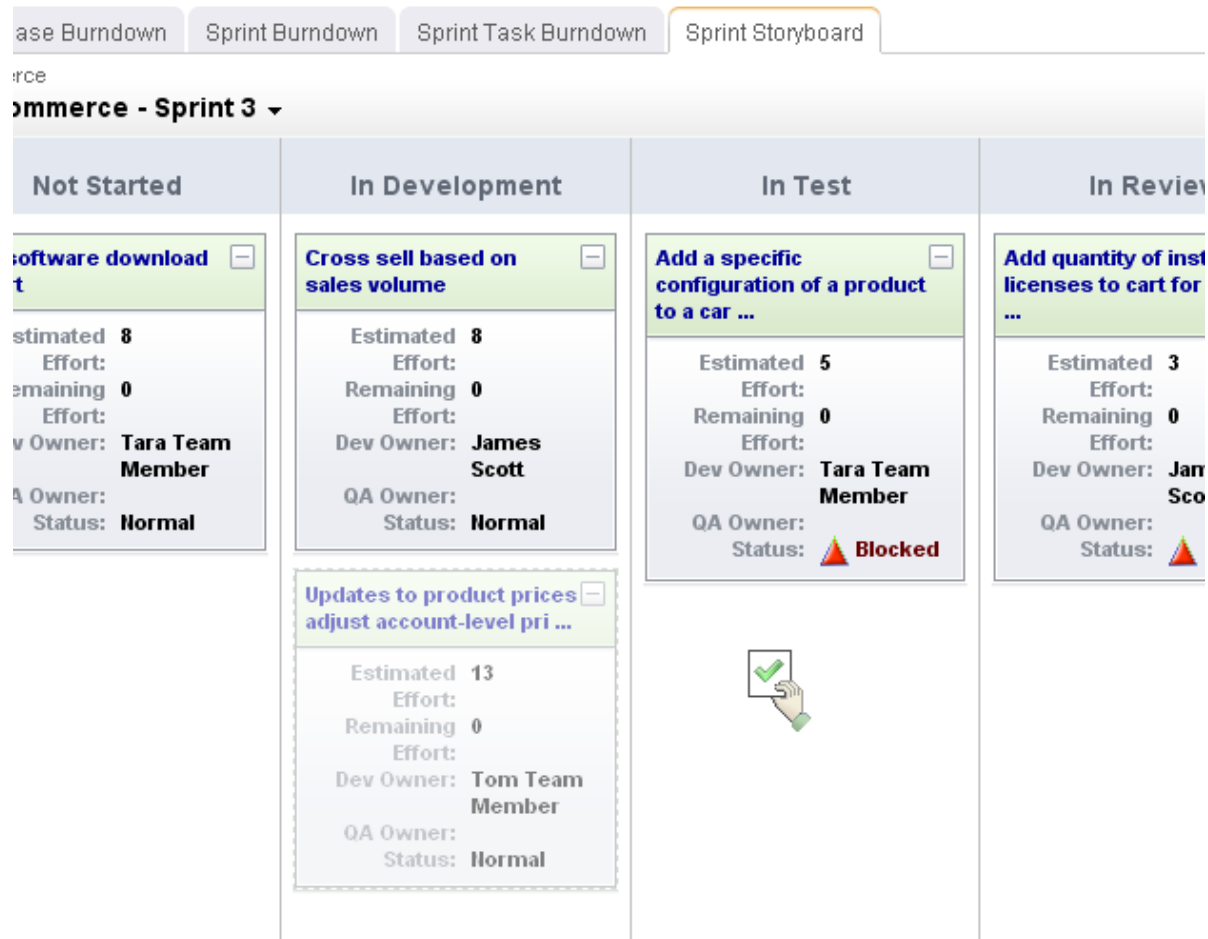 ase Burndown
Sprint Burndown
Sprint Task Burndown
Sprint Storyboard
erce
ommerce - Sprint 3
Not Started
In Development
In Test
In Review
software download
t
stimated 8
Effort:
emaining 0
Effort:
v Owner: Tara Team
Member
A Owner:
Status: Normal
Cross sell based on
sales volume
Estimated 8
Effort:
Remaining 0
Effort:
Dev Owner: James
Scott
QA Owner:
Status: Normal
Updates to product prices
adjust account-level pri ...
Estimated 13
Effort:
Remaining 0
Effort:
Dev Owner: Tom Team
Member
QA Owner:
Status: Normal
Add a specific
configuration of a product
to a car ...
Estimated 5
Effort:
Remaining 0
Effort:
Dev Owner: Tara Team
Member
QA Owner:
Status: Blocked
Add quantity of inst
licenses to cart for
...
Estimated 3
Effort:
Remaining 0
Effort:
Dev Owner: Jam
Sco
QA Owner:
Status: